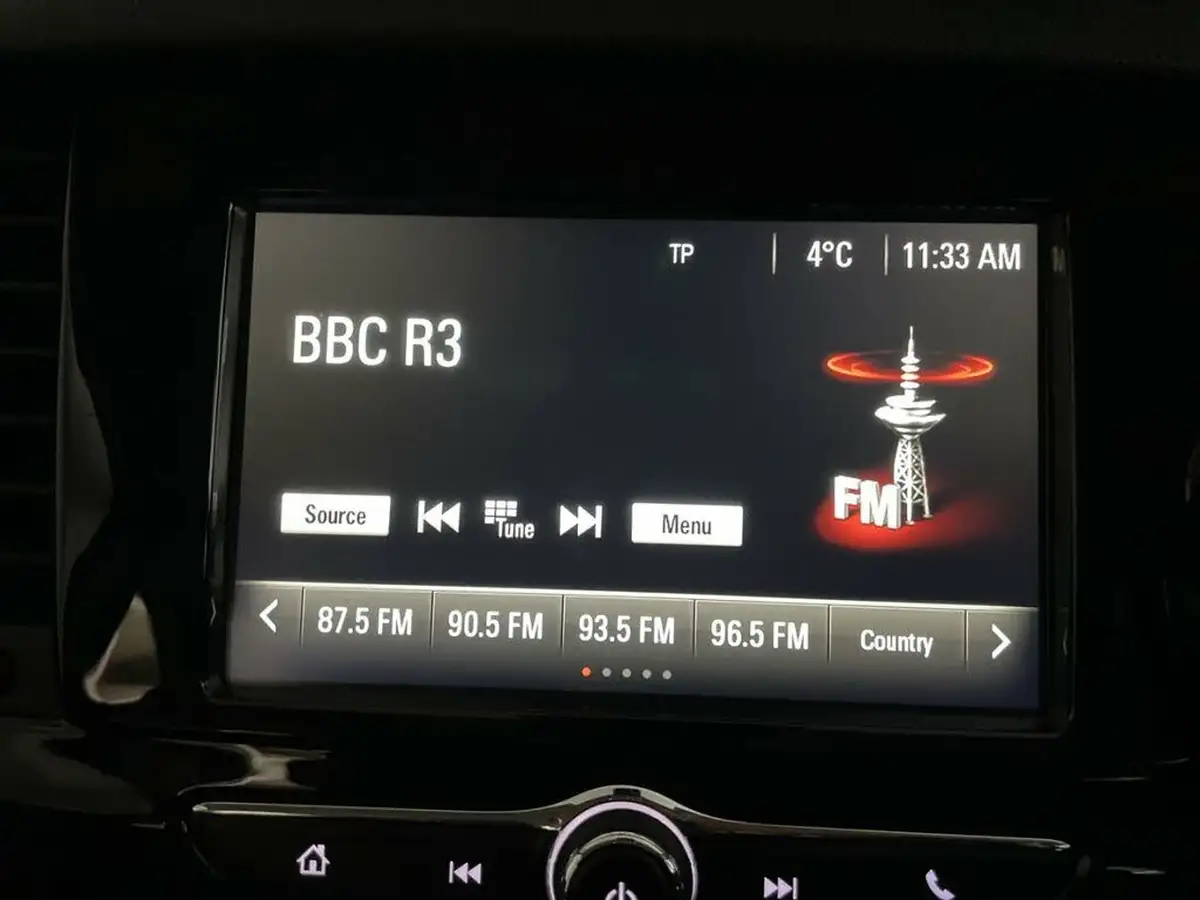 TP 4°C 11:33 AM
BBC R3
FM
Source Tune Menu
87.5 FM 90.5 FM 93.5 FM 96.5 FM Country